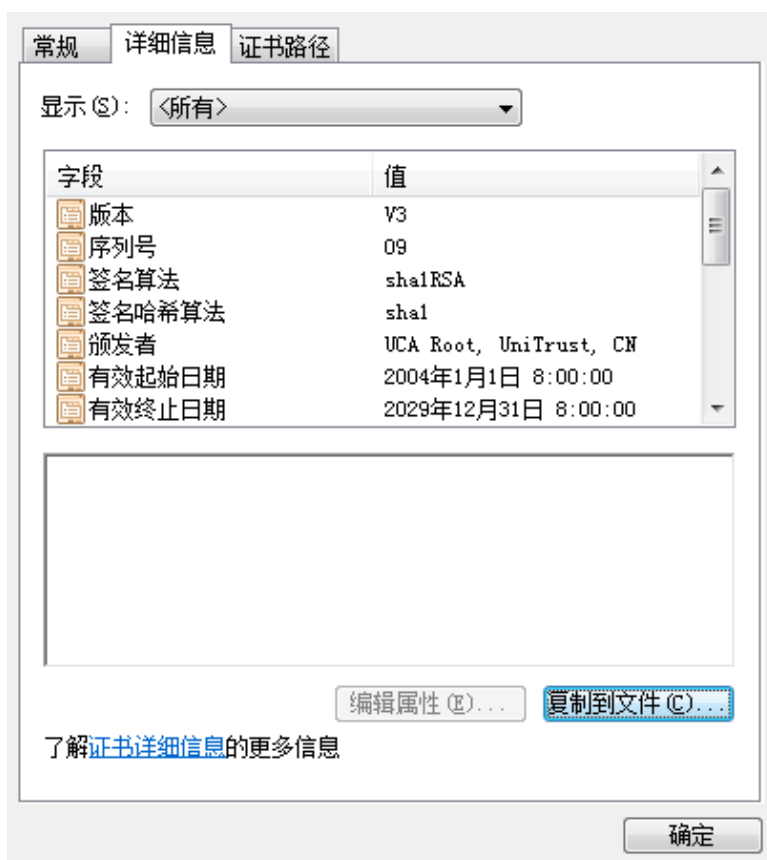 常规 详细信息 证书路径
显示(S): <所有>
字段 值
版本 V3
序列号 09
签名算法 sha1RSA
签名哈希算法 sha1
颁发者 UCA Root, UniTrust, CN
有效起始日期 2004年1月1日 8:00:00
有效终止日期 2029年12月31日 8:00:00
编辑属性(E)... 复制到文件(C)...
了解证书详细信息的更多信息
确定